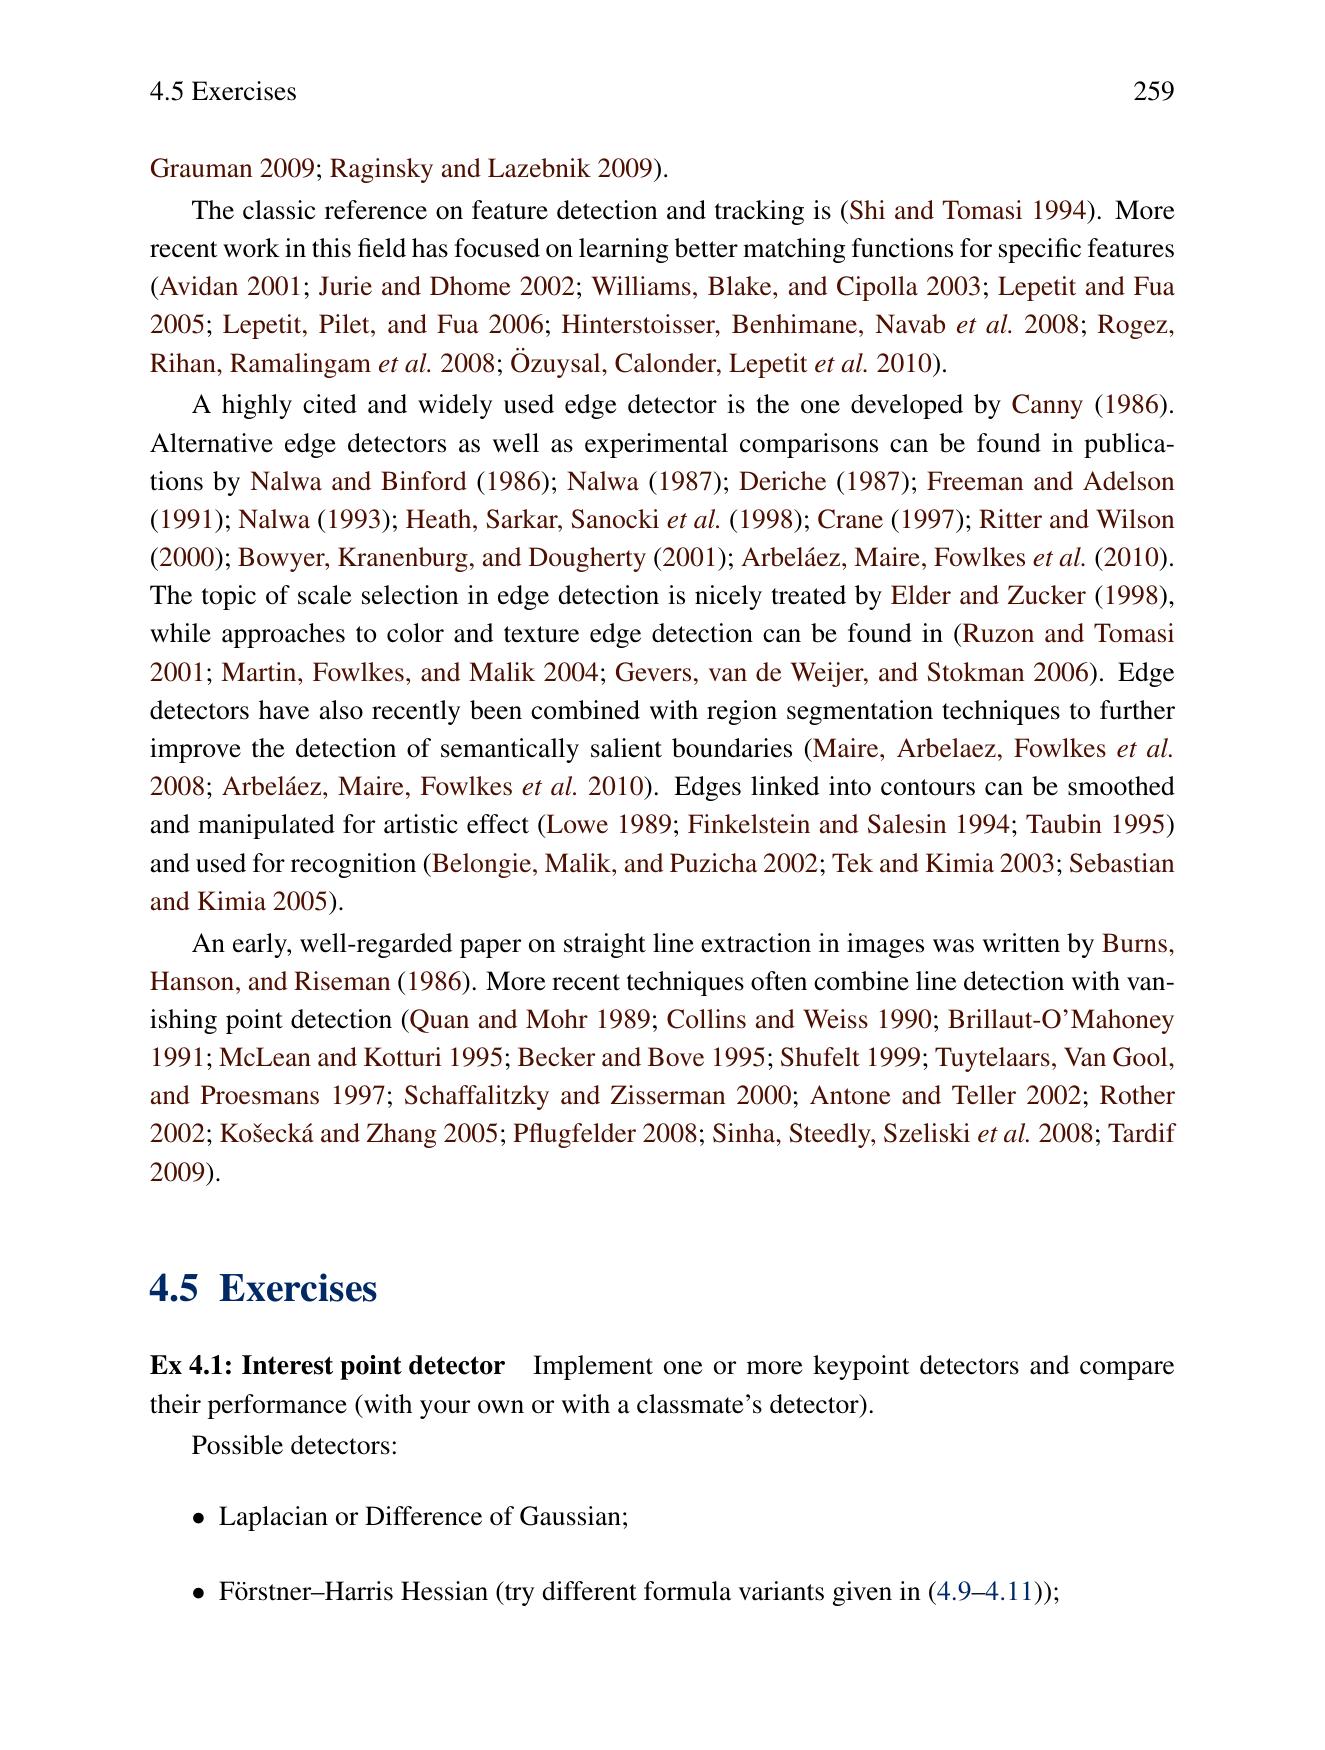 4.5 Exercises 259
Grauman 2009; Raginsky and Lazebnik 2009).
The classic reference on feature detection and tracking is (Shi and Tomasi 1994). More
recent work in this field has focused on learning better matching functions for specific features
(Avidan 2001; Jurie and Dhome 2002; Williams, Blake, and Cipolla 2003; Lepetit and Fua
2005; Lepetit, Pilet, and Fua 2006; Hinterstoisser, Benhimane, Navab et al. 2008; Rogez,
Rihan, Ramalingam et al. 2008; Özuysal, Calonder, Lepetit et al. 2010).
A highly cited and widely used edge detector is the one developed by Canny (1986).
Alternative edge detectors as well as experimental comparisons can be found in publica-
tions by Nalwa and Binford (1986); Nalwa (1987); Deriche (1987); Freeman and Adelson
(1991); Nalwa (1993); Heath, Sarkar, Sanocki et al. (1998); Crane (1997); Ritter and Wilson
(2000); Bowyer, Kranenburg, and Dougherty (2001); Arbeláez, Maire, Fowlkes et al. (2010).
The topic of scale selection in edge detection is nicely treated by Elder and Zucker (1998),
while approaches to color and texture edge detection can be found in (Ruzon and Tomasi
2001; Martin, Fowlkes, and Malik 2004; Gevers, van de Weijer, and Stokman 2006). Edge
detectors have also recently been combined with region segmentation techniques to further
improve the detection of semantically salient boundaries (Maire, Arbelaez, Fowlkes et al.
2008; Arbeláez, Maire, Fowlkes et al. 2010). Edges linked into contours can be smoothed
and manipulated for artistic effect (Lowe 1989; Finkelstein and Salesin 1994; Taubin 1995)
and used for recognition (Belongie, Malik, and Puzicha 2002; Tek and Kimia 2003; Sebastian
and Kimia 2005).
An early, well-regarded paper on straight line extraction in images was written by Burns,
Hanson, and Riseman (1986). More recent techniques often combine line detection with van-
ishing point detection (Quan and Mohr 1989; Collins and Weiss 1990; Brillaut-O’Mahoney
1991; McLean and Kotturi 1995; Becker and Bove 1995; Shufelt 1999; Tuytelaars, Van Gool,
and Proesmans 1997; Schaffalitzky and Zisserman 2000; Antone and Teller 2002; Rother
2002; Košecká and Zhang 2005; Pflugfelder 2008; Sinha, Steedly, Szeliski et al. 2008; Tardif
2009).
4.5 Exercises
Ex 4.1: Interest point detector Implement one or more keypoint detectors and compare
their performance (with your own or with a classmate’s detector).
Possible detectors:
• Laplacian or Difference of Gaussian;
• Förstner–Harris Hessian (try different formula variants given in (4.9–4.11));